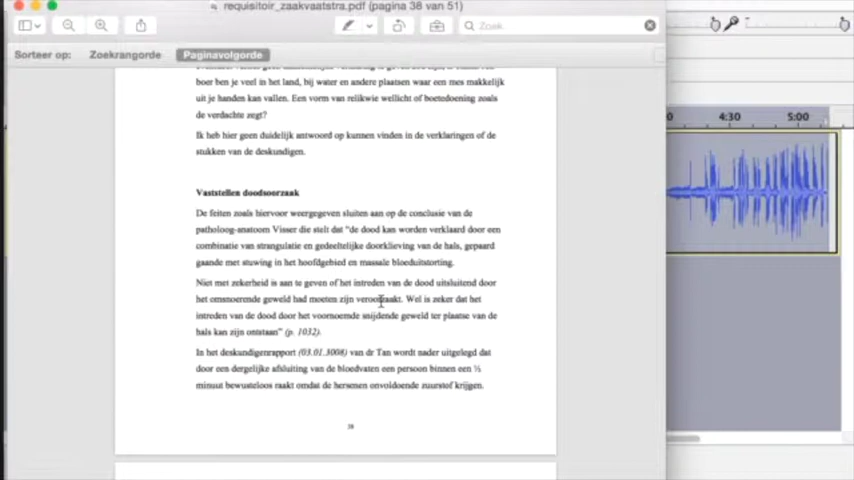 requisitoir_zaakvaatstra.pdf (pagina 38 van 51)
Zoek
Sorteer op: Zoekrangorde Paginavolgorde
4:30 5:00
boer ben je veel in het land, bij water en andere plaatsen waar een mes makkelijk
uit je handen kan vallen. Een vorm van relikwie wellicht of boetedoening zoals
de verdachte zegt?
Ik heb hier geen duidelijk antwoord op kunnen vinden in de verklaringen of de
stukken van de deskundigen.
Vaststellen doodsoorzaak
De feiten zoals hiervoor weergegeven sluiten aan op de conclusie van de
patholoog-anatoom Visser die stelt dat “de dood kan worden verklaard door een
combinatie van strangulatie en gedeeltelijke doorklieving van de hals, gepaard
gaande met stuwing in het hoofdgebied en massale bloeduitstorting.
Niet met zekerheid is aan te geven of het intreden van de dood uitsluitend door
het omsnoerende geweld had moeten zijn veroorzaakt. Wel is zeker dat het
intreden van de dood door het voornoemde snijdende geweld ter plaatse van de
hals kan zijn ontstaan” (p. 1032).
In het deskundigenrapport (03.01.3008) van dr Tan wordt nader uitgelegd dat
door een dergelijke afsluiting van de bloedvaten een persoon binnen een ½
minuut bewusteloos raakt omdat de hersenen onvoldoende zuurstof krijgen.
38